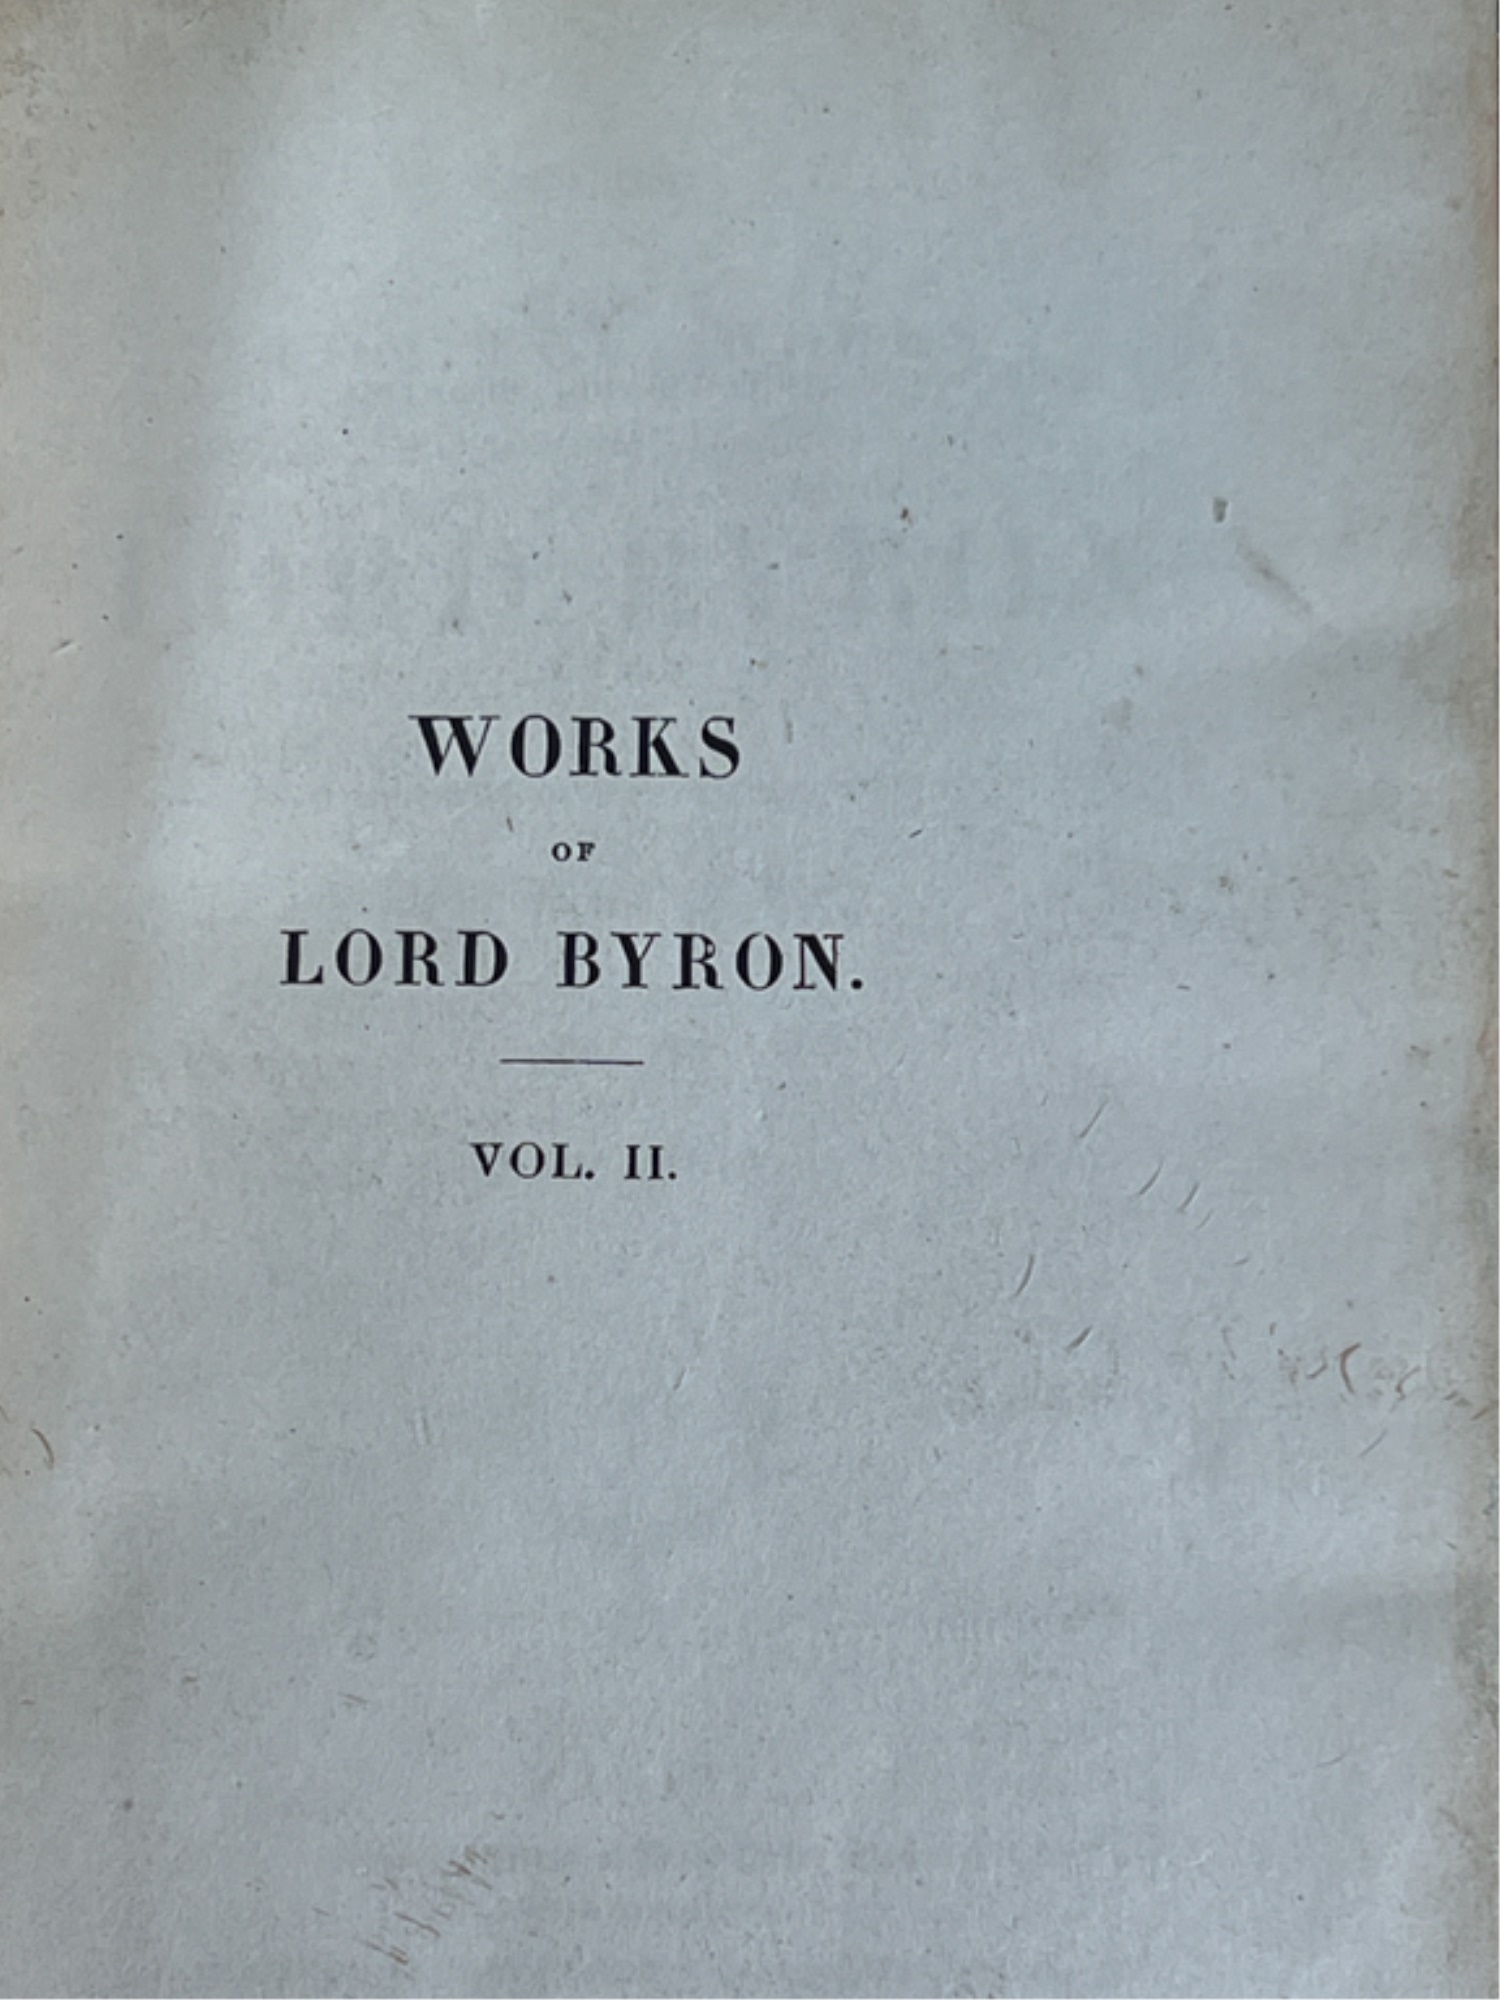 WORKS
OF
LORD BYRON.
VOL. II.